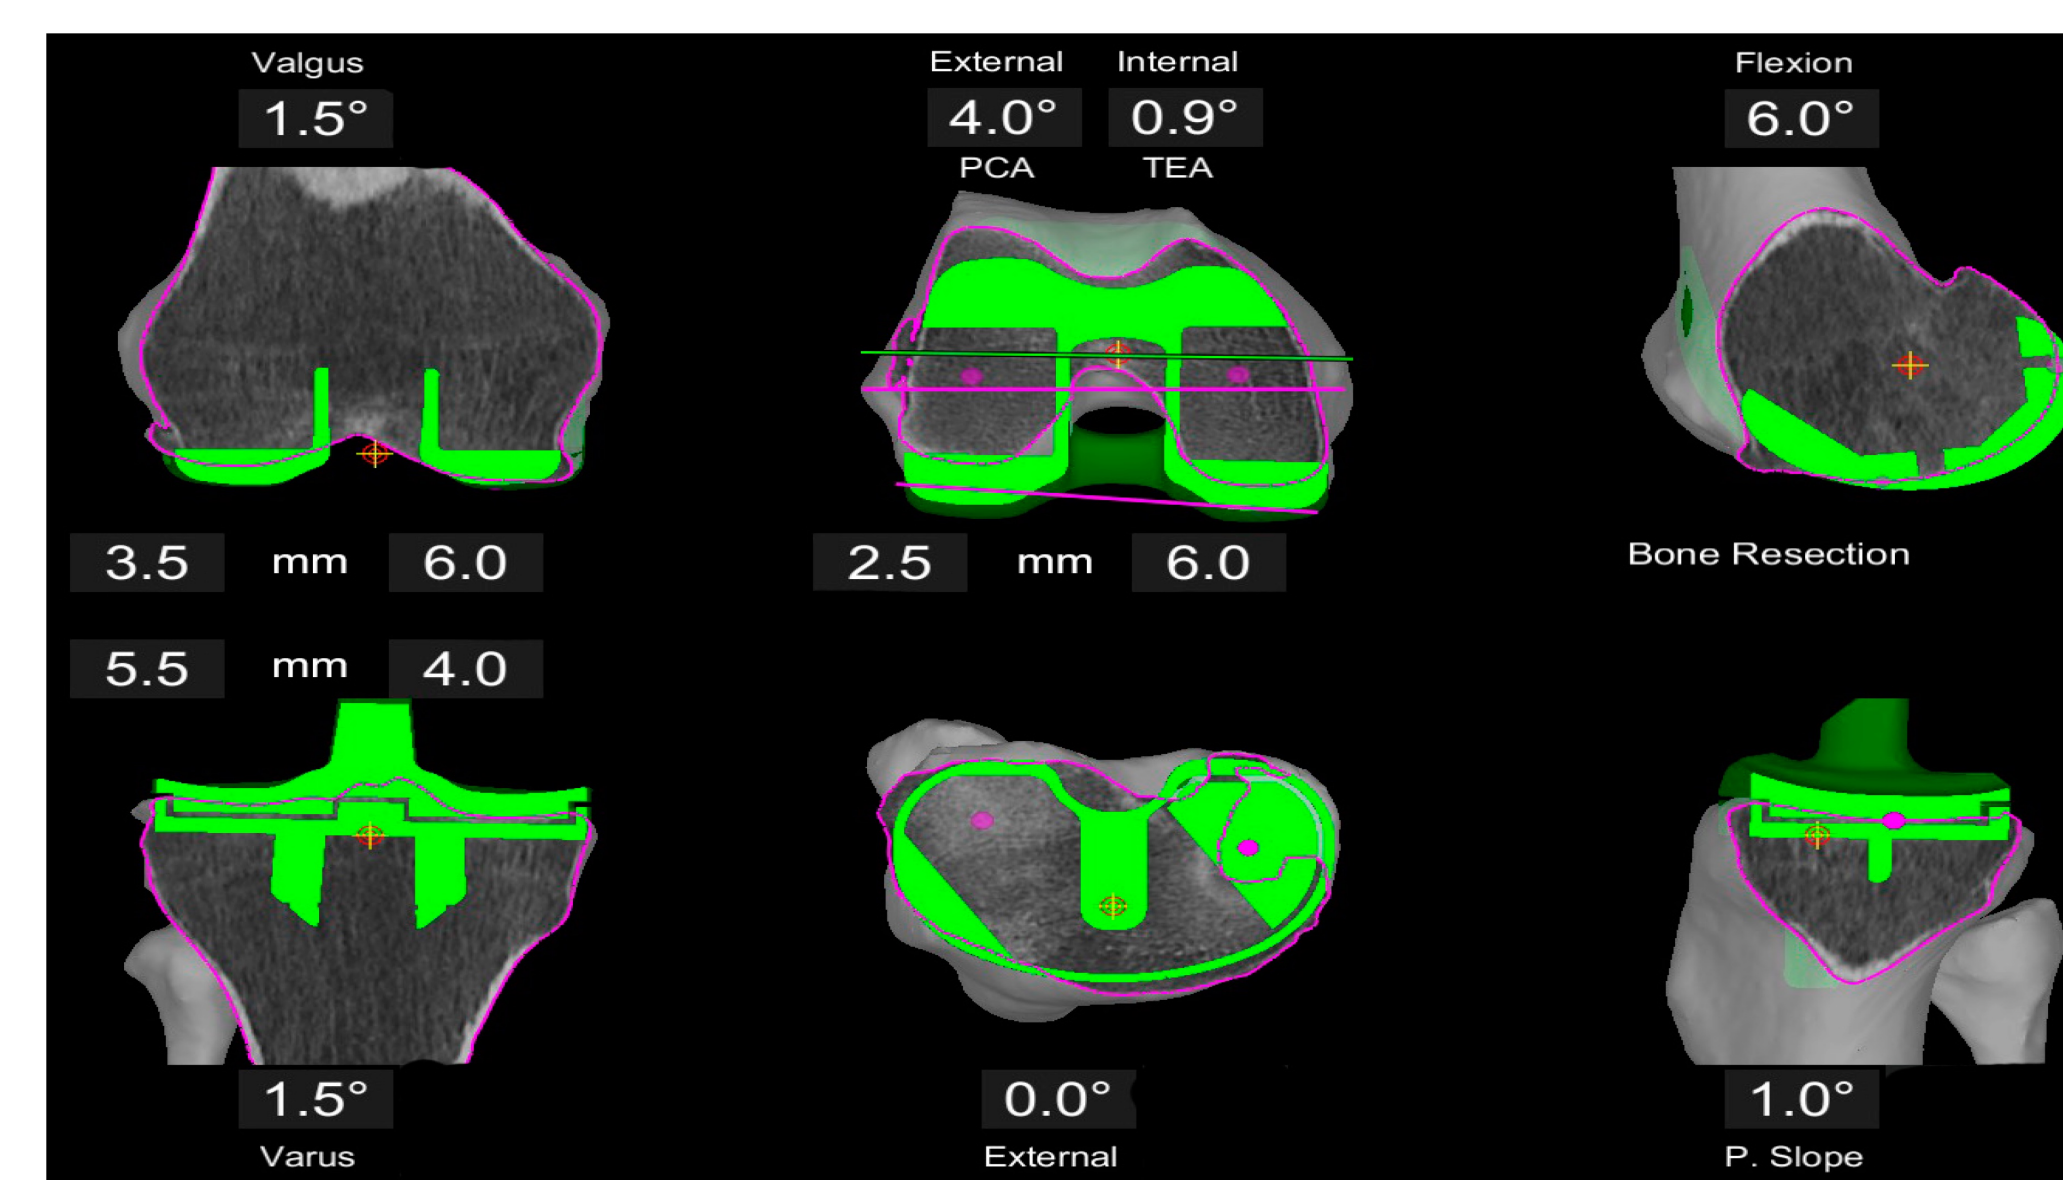 Valgus
1.5°
External Internal
4.0° 0.9°
PCA TEA
Flexion
6.0°
3.5 mm 6.0
2.5 mm 6.0
Bone Resection
5.5 mm 4.0
1.5°
Varus
0.0°
External
1.0°
P. Slope